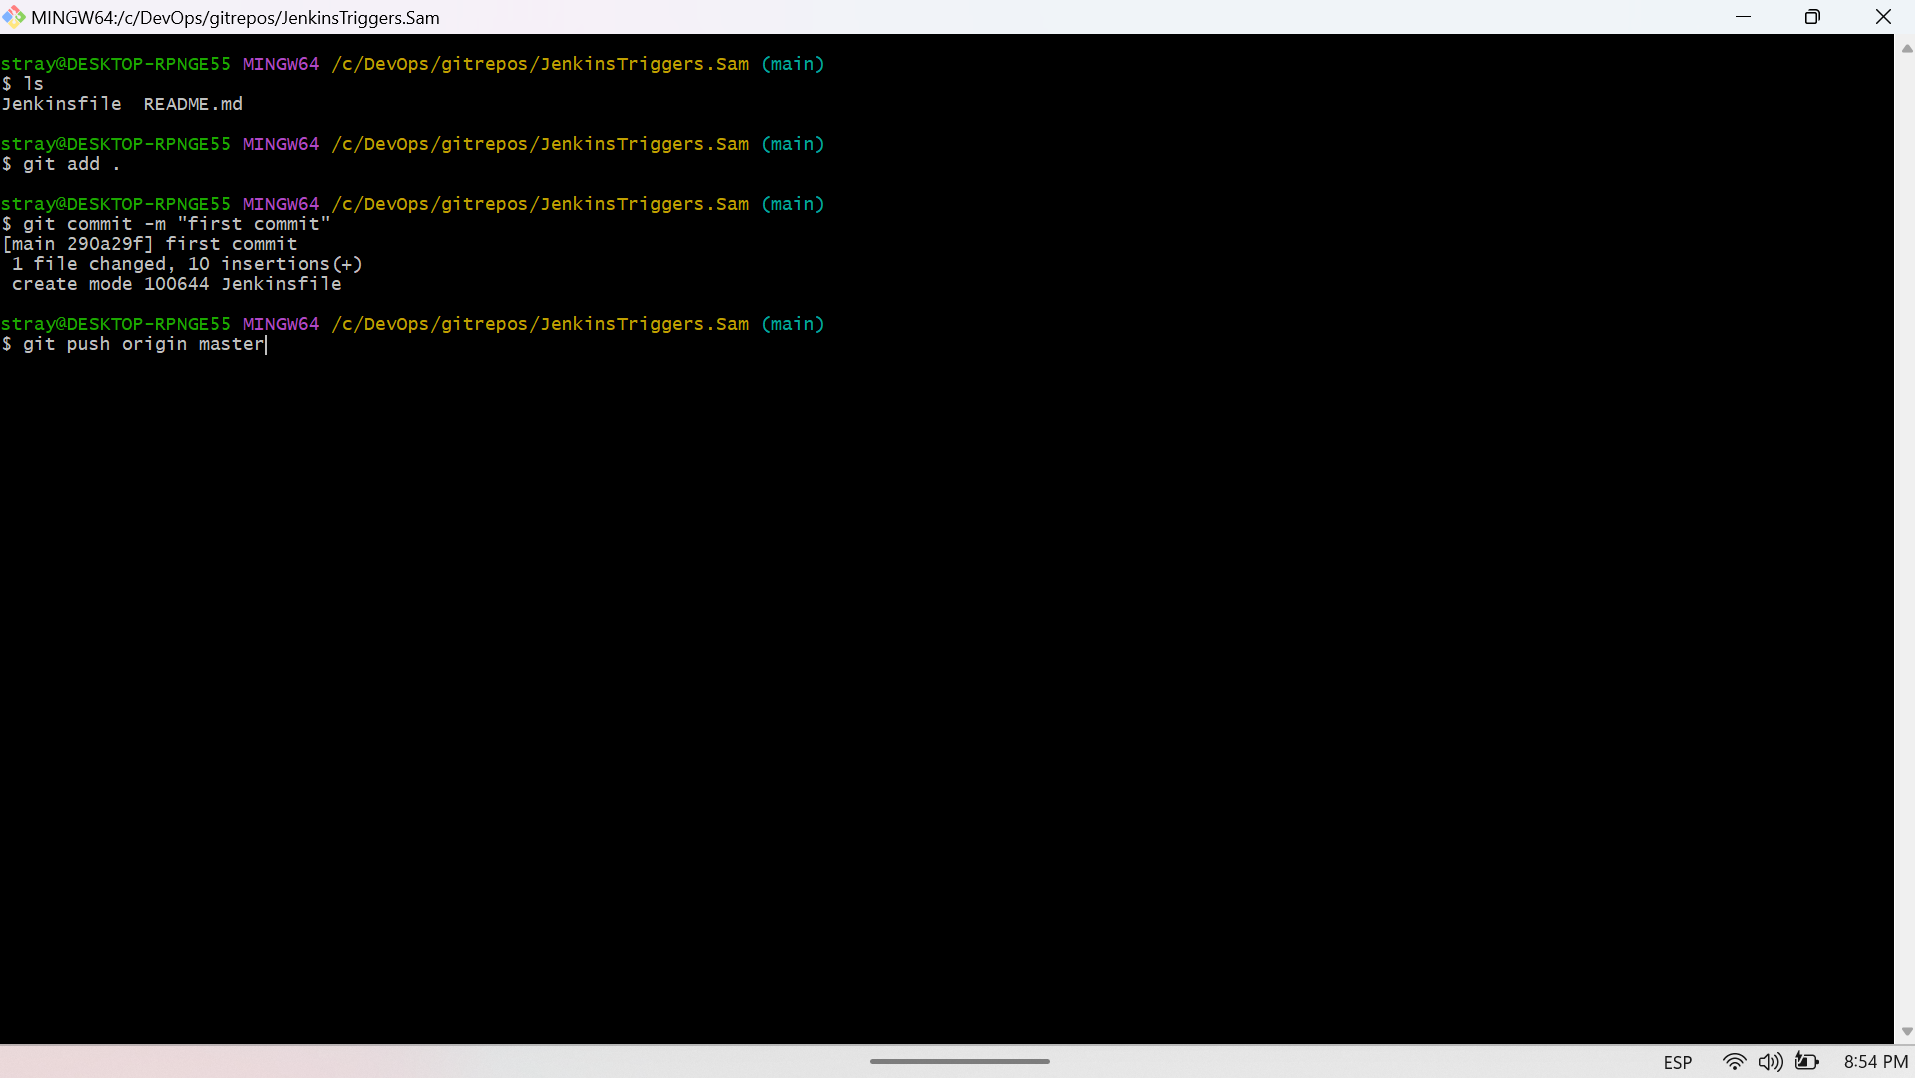 MINGW64:/c/DevOps/gitrepos/JenkinsTriggers.Sam
stray@DESKTOP-RPNGE55 MINGW64 /c/DevOps/gitrepos/JenkinsTriggers.Sam (main)
$ ls
Jenkinsfile  README.md
stray@DESKTOP-RPNGE55 MINGW64 /c/DevOps/gitrepos/JenkinsTriggers.Sam (main)
$ git add .
stray@DESKTOP-RPNGE55 MINGW64 /c/DevOps/gitrepos/JenkinsTriggers.Sam (main)
$ git commit -m "first commit"
[main 290a29f] first commit
 1 file changed, 10 insertions(+)
 create mode 100644 Jenkinsfile
stray@DESKTOP-RPNGE55 MINGW64 /c/DevOps/gitrepos/JenkinsTriggers.Sam (main)
$ git push origin master
ESP 8:54 PM